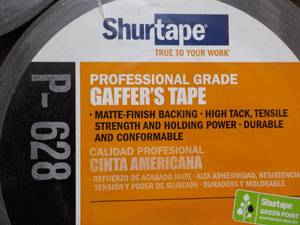 Shurtape®
TRUE TO YOUR WORK®
P-628
PROFESSIONAL GRADE
GAFFER'S TAPE
• MATTE-FINISH BACKING • HIGH TACK, TENSILE
STRENGTH AND HOLDING POWER • DURABLE
AND CONFORMABLE
CALIDAD PROFESIONAL
CINTA AMERICANA
• REFUERZO DE ACABADO MATE • ALTA ADHESIVIDAD, RESISTENCIA
TENSIÓN Y PODER DE SUJECIÓN • DURADERA Y MOLDEABLE
Shurtape
GREEN POINT